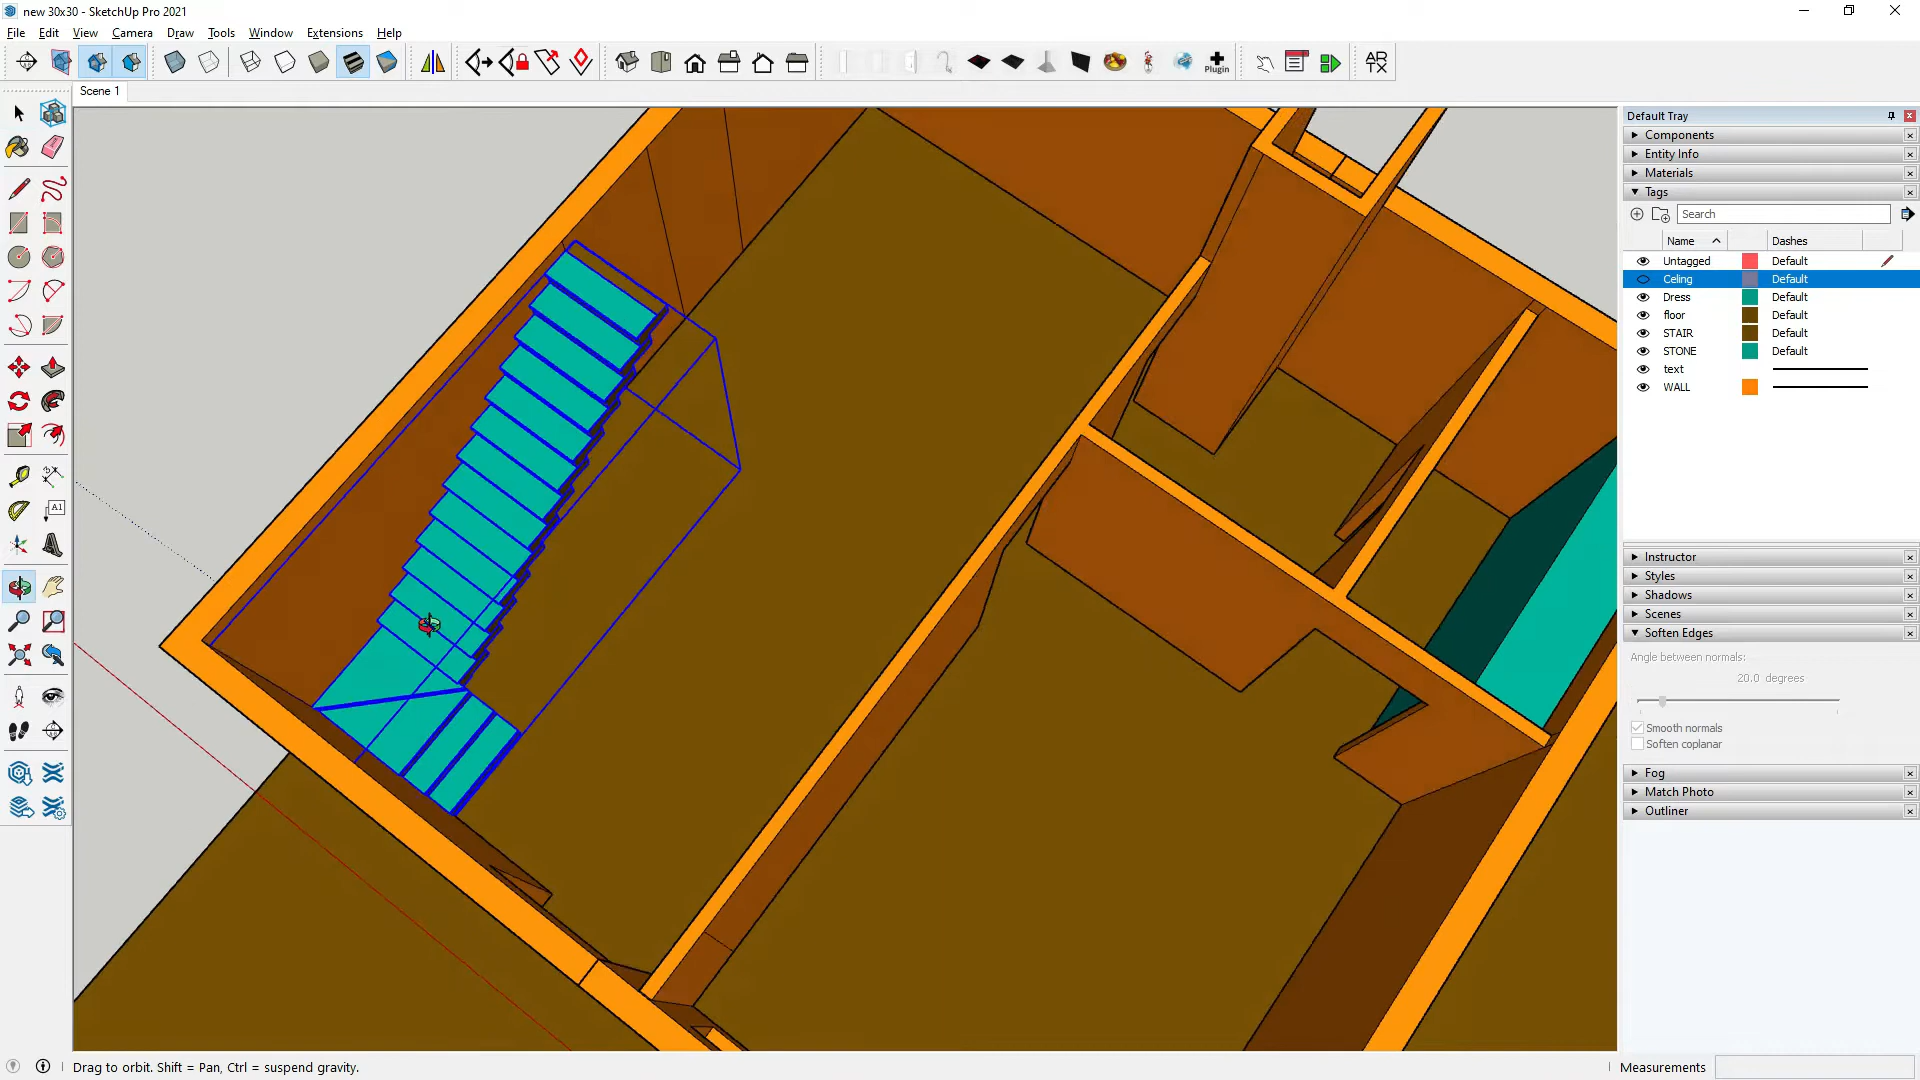 new 30x30 - SketchUp Pro 2021
File Edit View Camera Draw Tools Window Extensions Help
Plugin
AR TX
Scene 1
A1
Default Tray
Components
Entity Info
Materials
Tags
Search
Name Dashes
Untagged Default
Celing Default
Dress Default
floor Default
STAIR Default
STONE Default
text
WALL
Instructor
Styles
Shadows
Scenes
Soften Edges
Angle between normals:
20.0 degrees
Smooth normals
Soften coplanar
Fog
Match Photo
Outliner
Drag to orbit. Shift = Pan, Ctrl = suspend gravity.
Measurements